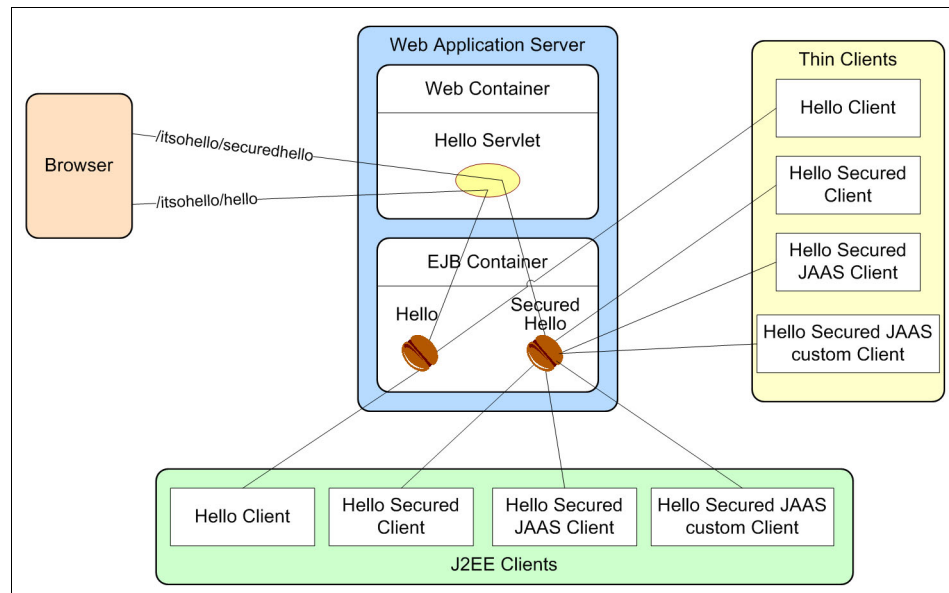 Web Application Server
Web Container
Hello Servlet
Browser
/itsohello/securedhello
/itsohello/hello
EJB Container
Hello
Secured
Hello
Thin Clients
Hello Client
Hello Secured
Client
Hello Secured
JAAS Client
Hello Secured JAAS
custom Client
Hello Client
Hello Secured
Client
Hello Secured
JAAS Client
Hello Secured JAAS
custom Client
J2EE Clients